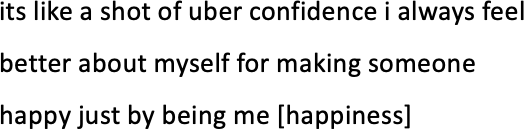 its like a shot of uber confidence i always feel
better about myself for making someone
happy just by being me [happiness]